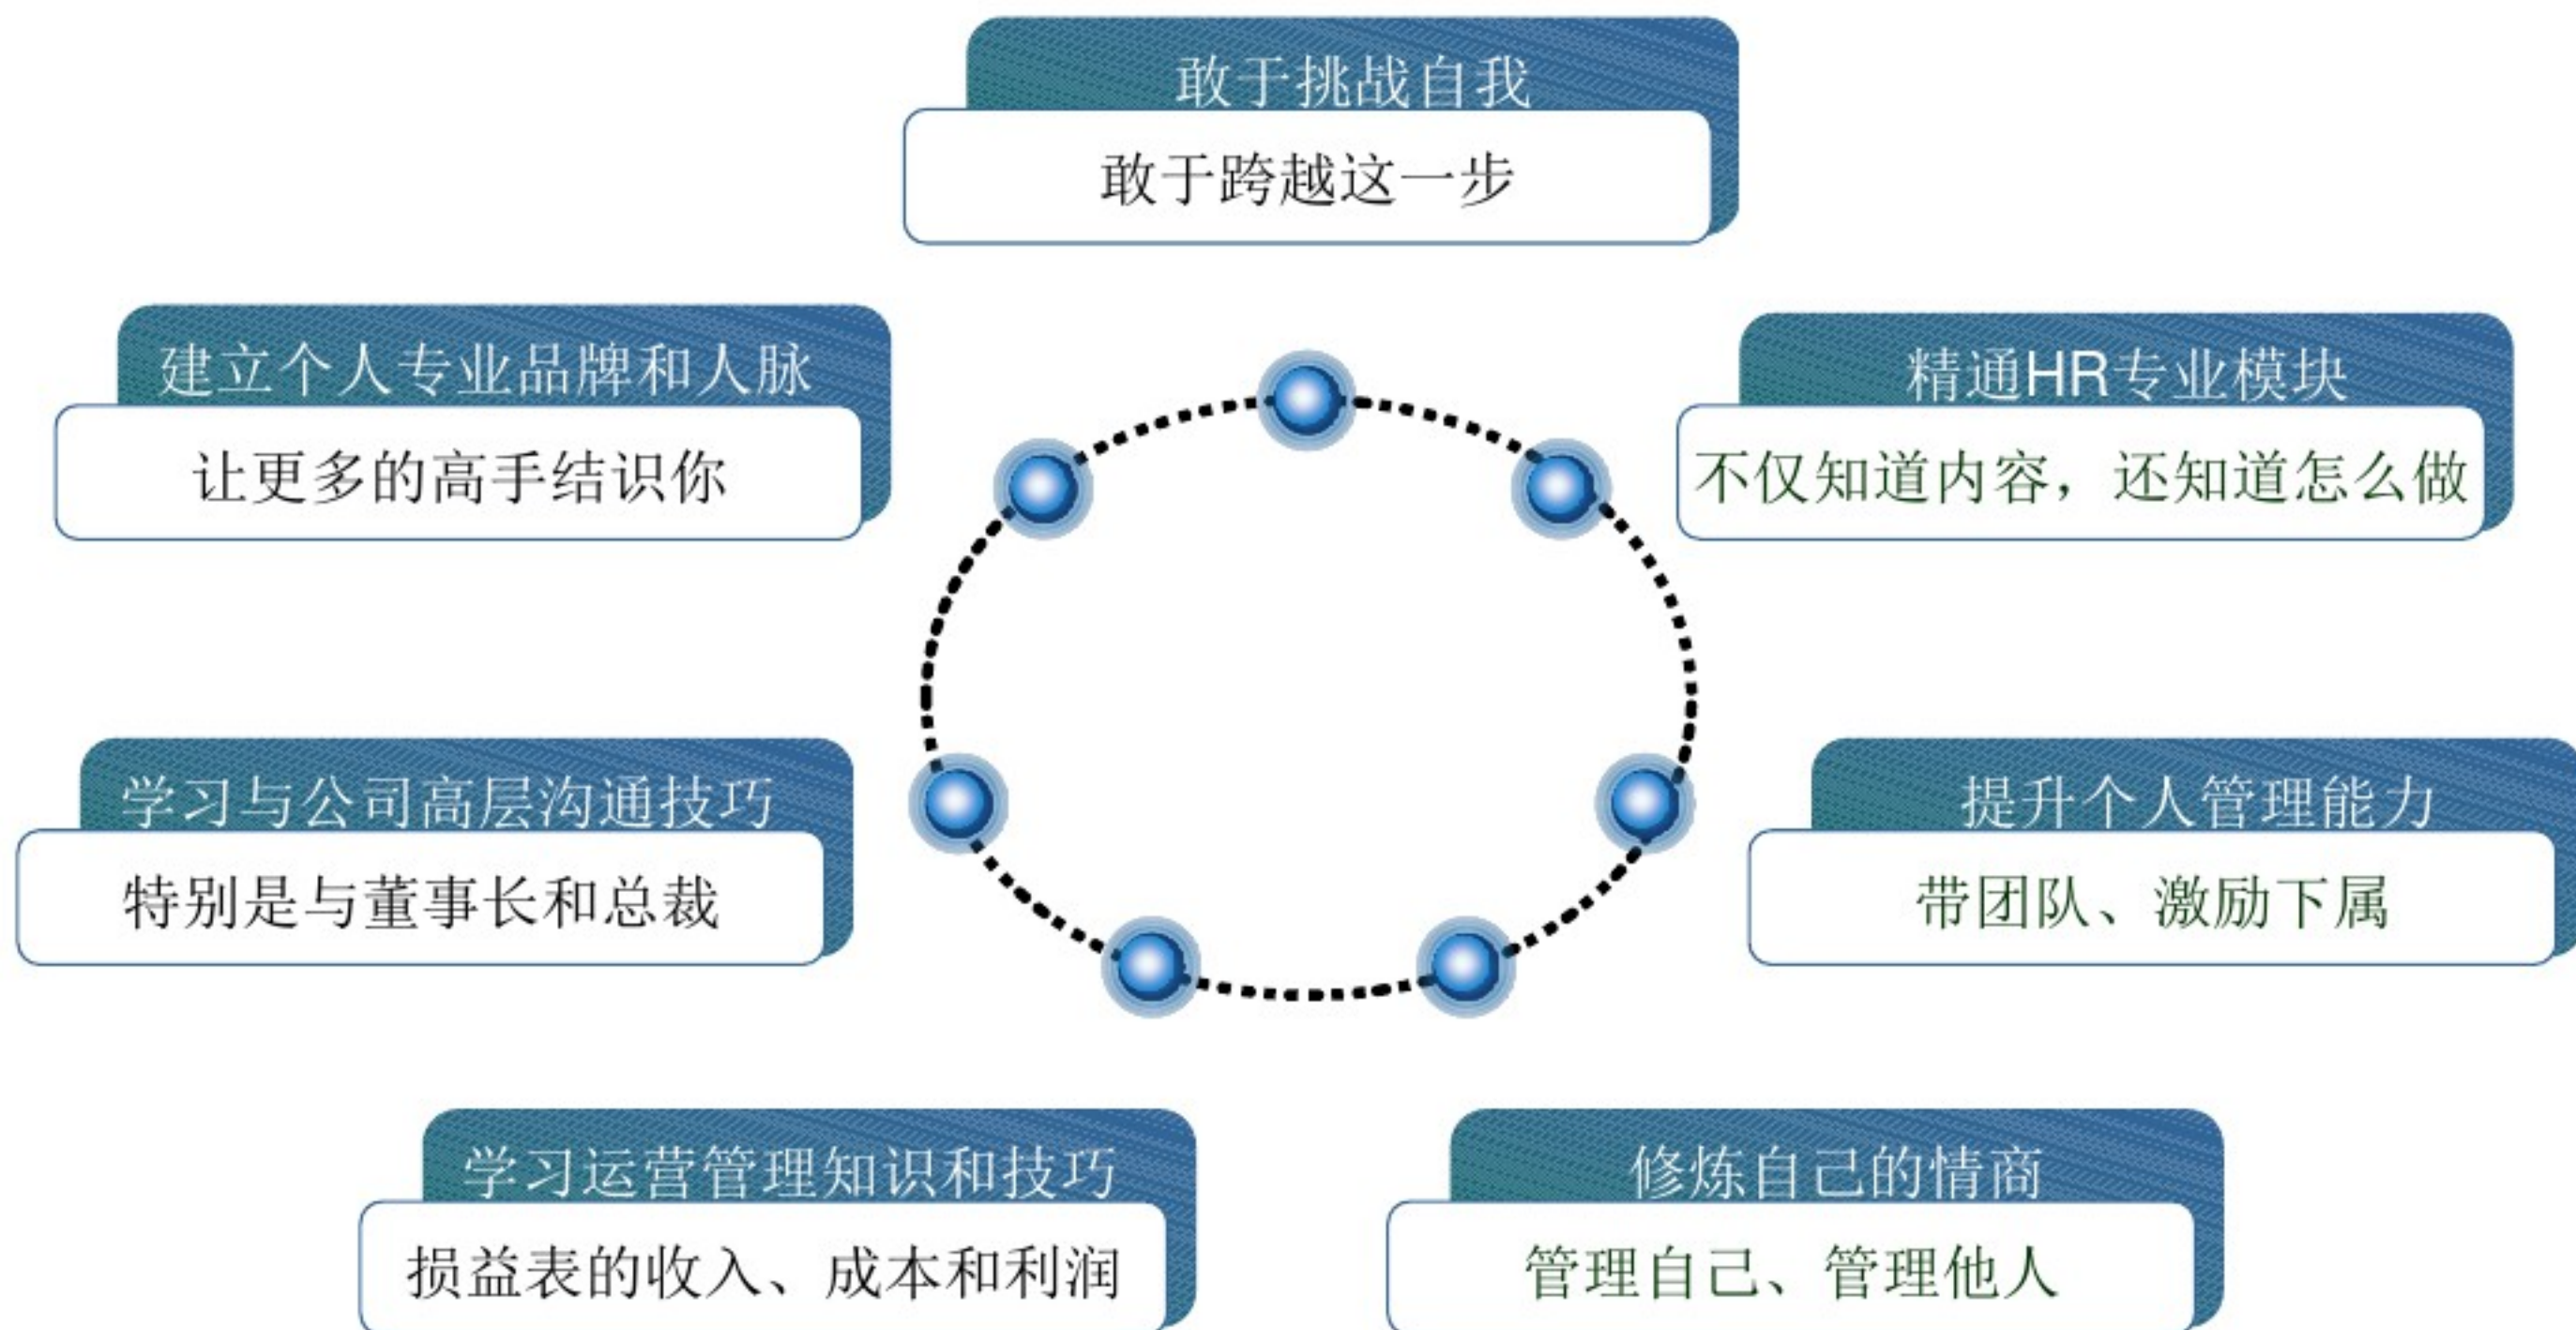 敢于挑战自我
敢于跨越这一步
建立个人专业品牌和人脉
让更多的高手结识你
精通HR专业模块
不仅知道内容，还知道怎么做
学习与公司高层沟通技巧
特别是与董事长和总裁
提升个人管理能力
带团队、激励下属
学习运营管理知识和技巧
损益表的收入、成本和利润
修炼自己的情商
管理自己、管理他人